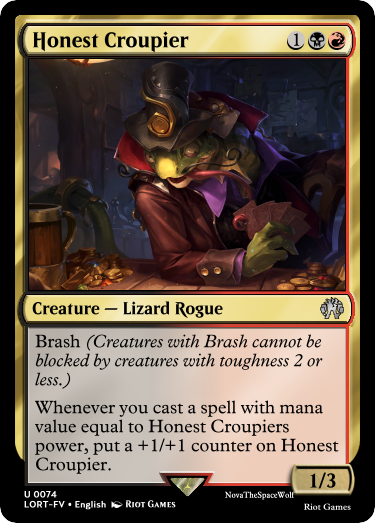 Honest Croupier 1
Creature — Lizard Rogue
Brash (Creatures with Brash cannot be
blocked by creatures with toughness 2 or
less.)
Whenever you cast a spell with mana
value equal to Honest Croupiers
power, put a +1/+1 counter on Honest
Croupier.
1/3
U 0074
LORT-FV • English Riot Games
NovaTheSpaceWolf
Riot Games